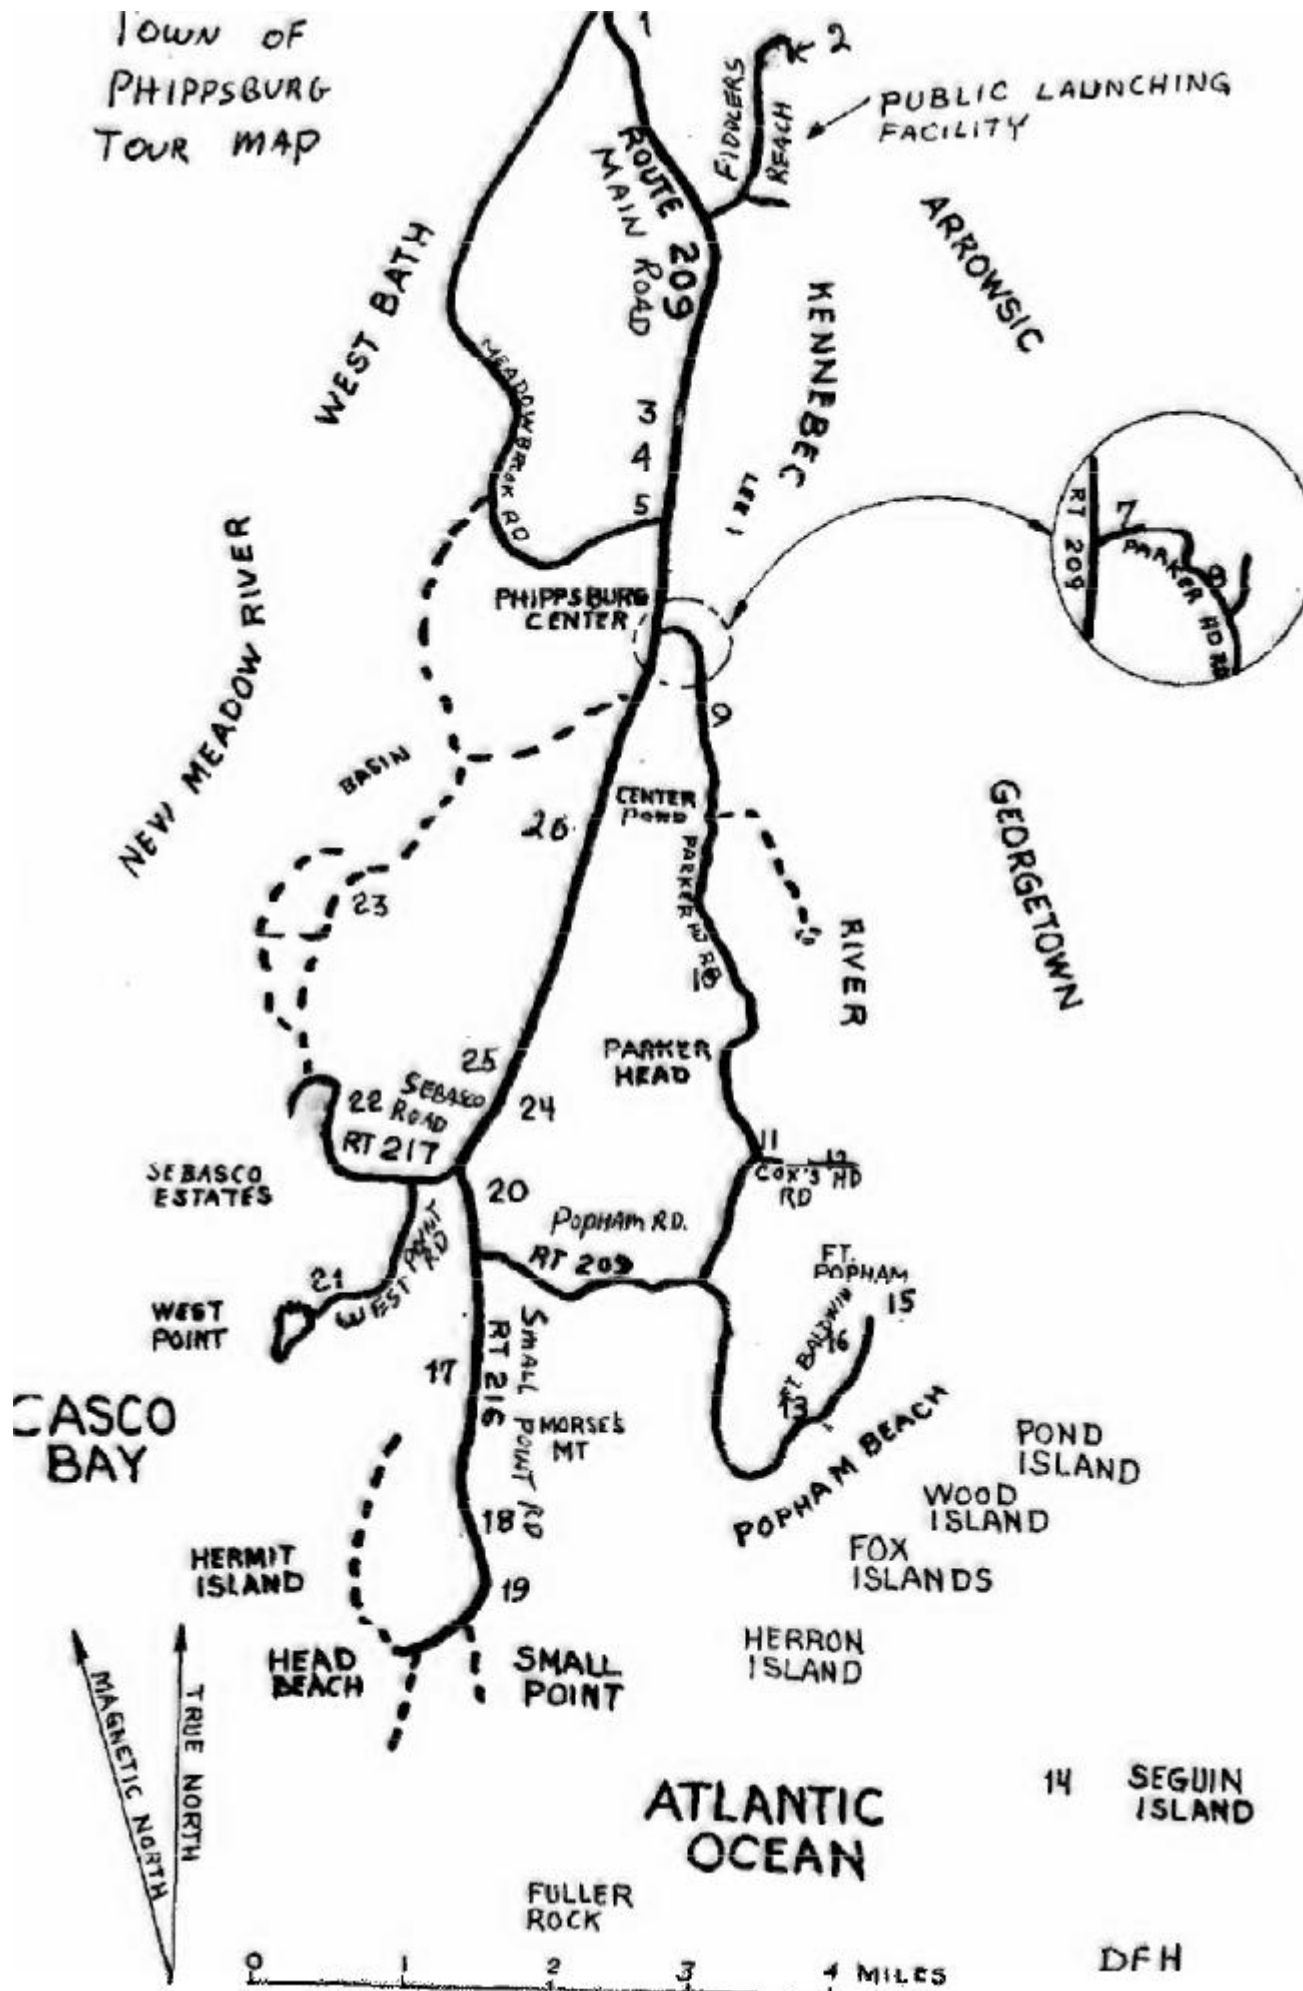 TOWN OF
PHIPPSBURG
TOUR MAP
1
2
FIDDLERS
REACH
PUBLIC LAUNCHING
FACILITY
ROUTE 209
MAIN ROAD
WEST BATH
ARROWSIC
KENNEBEC
MEADOWBROK RD
3
4
5
LEE I
RT 209
7
PARKER HD RD
8
PHIPPSBURG
CENTER
NEW MEADOW RIVER
BASIN
9
CENTER
POND
26
PARKER HD RD
GEORGETOWN
23
RIVER
10
PARKER
HEAD
25
24
22
SEBASCO
ROAD
RT 217
11
12
COX'S HD
RD
SEBASCO
ESTATES
20
POPHAM RD.
RT 209
WEST POINT
RD
FT.
POPHAM
15
FT BALDWIN
16
21
WEST
POINT
17
RT 216
SMALL POINT RD
13
CASCO
BAY
MORSE'S
MT
POPHAM BEACH
POND
ISLAND
WOOD
ISLAND
18
FOX
ISLANDS
HERMIT
ISLAND
19
HERRON
ISLAND
HEAD
BEACH
SMALL
POINT
MAGNETIC NORTH
TRUE NORTH
14
SEGUIN
ISLAND
ATLANTIC
OCEAN
FULLER
ROCK
DFH
0 1 2 3 4 MILES